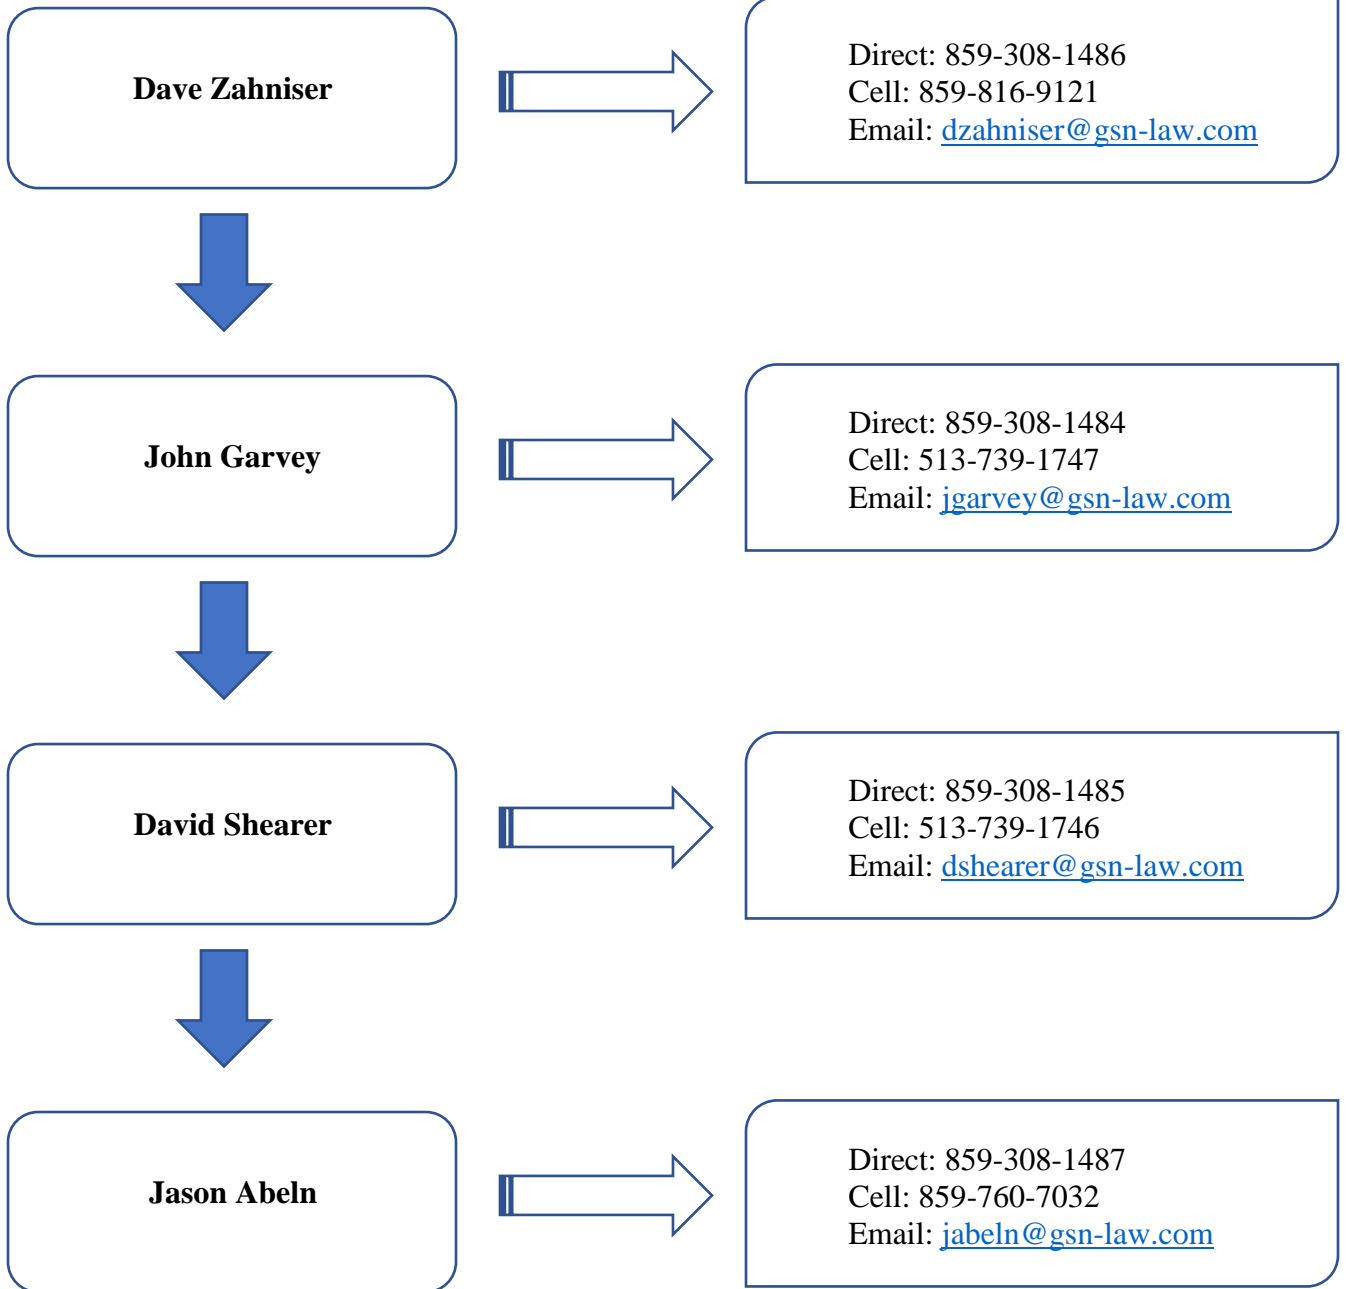 Dave Zahniser
Direct: 859-308-1486
Cell: 859-816-9121
Email: dzahniser@gsn-law.com
John Garvey
Direct: 859-308-1484
Cell: 513-739-1747
Email: jgarvey@gsn-law.com
David Shearer
Direct: 859-308-1485
Cell: 513-739-1746
Email: dshearer@gsn-law.com
Jason Abeln
Direct: 859-308-1487
Cell: 859-760-7032
Email: jabeln@gsn-law.com